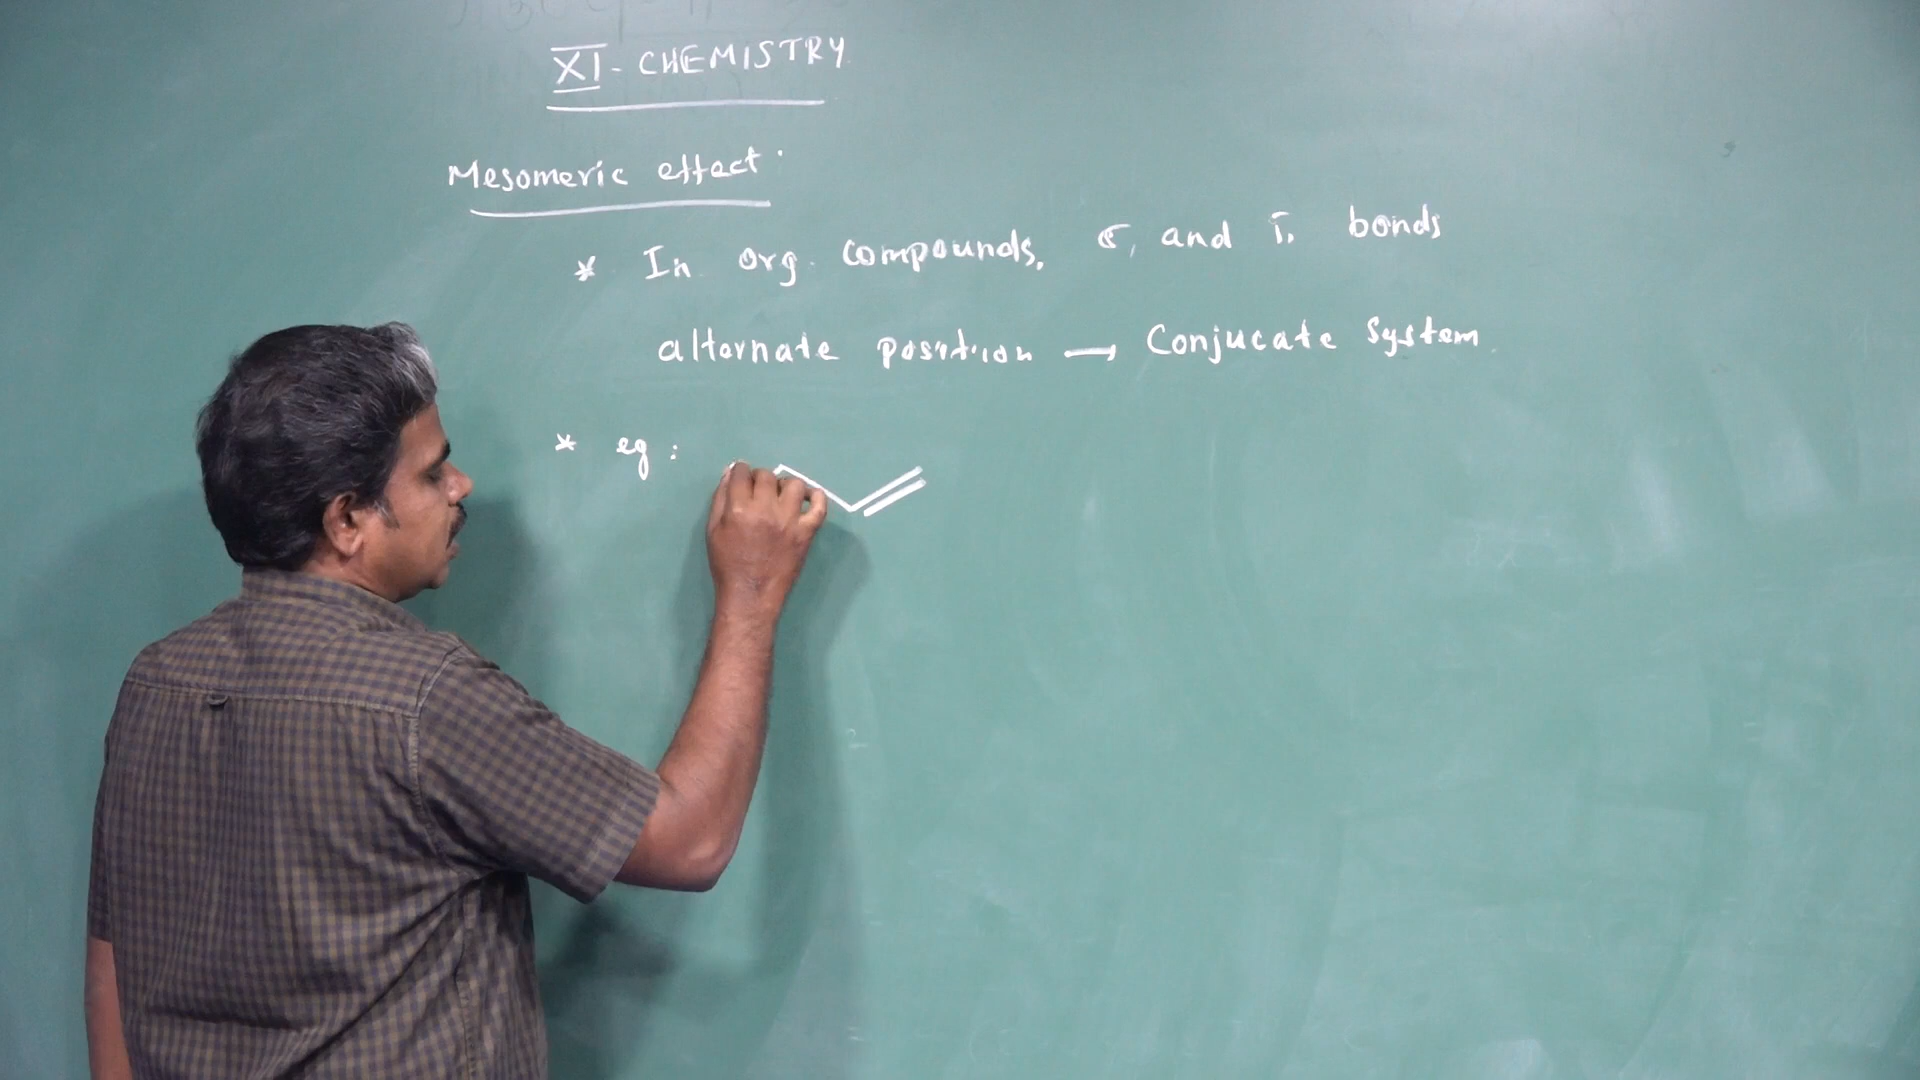 XI - CHEMISTRY
Mesomeric effect
* In org. compounds, σ, and π bonds
alternate position → Conjucate System
* eg :